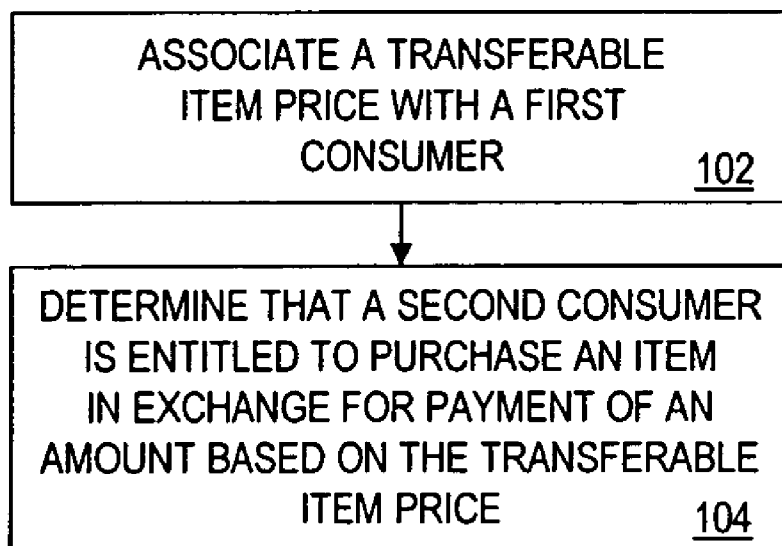 ASSOCIATE A TRANSFERABLE
ITEM PRICE WITH A FIRST
CONSUMER
102
DETERMINE THAT A SECOND CONSUMER
IS ENTITLED TO PURCHASE AN ITEM
IN EXCHANGE FOR PAYMENT OF AN
AMOUNT BASED ON THE TRANSFERABLE
ITEM PRICE
104